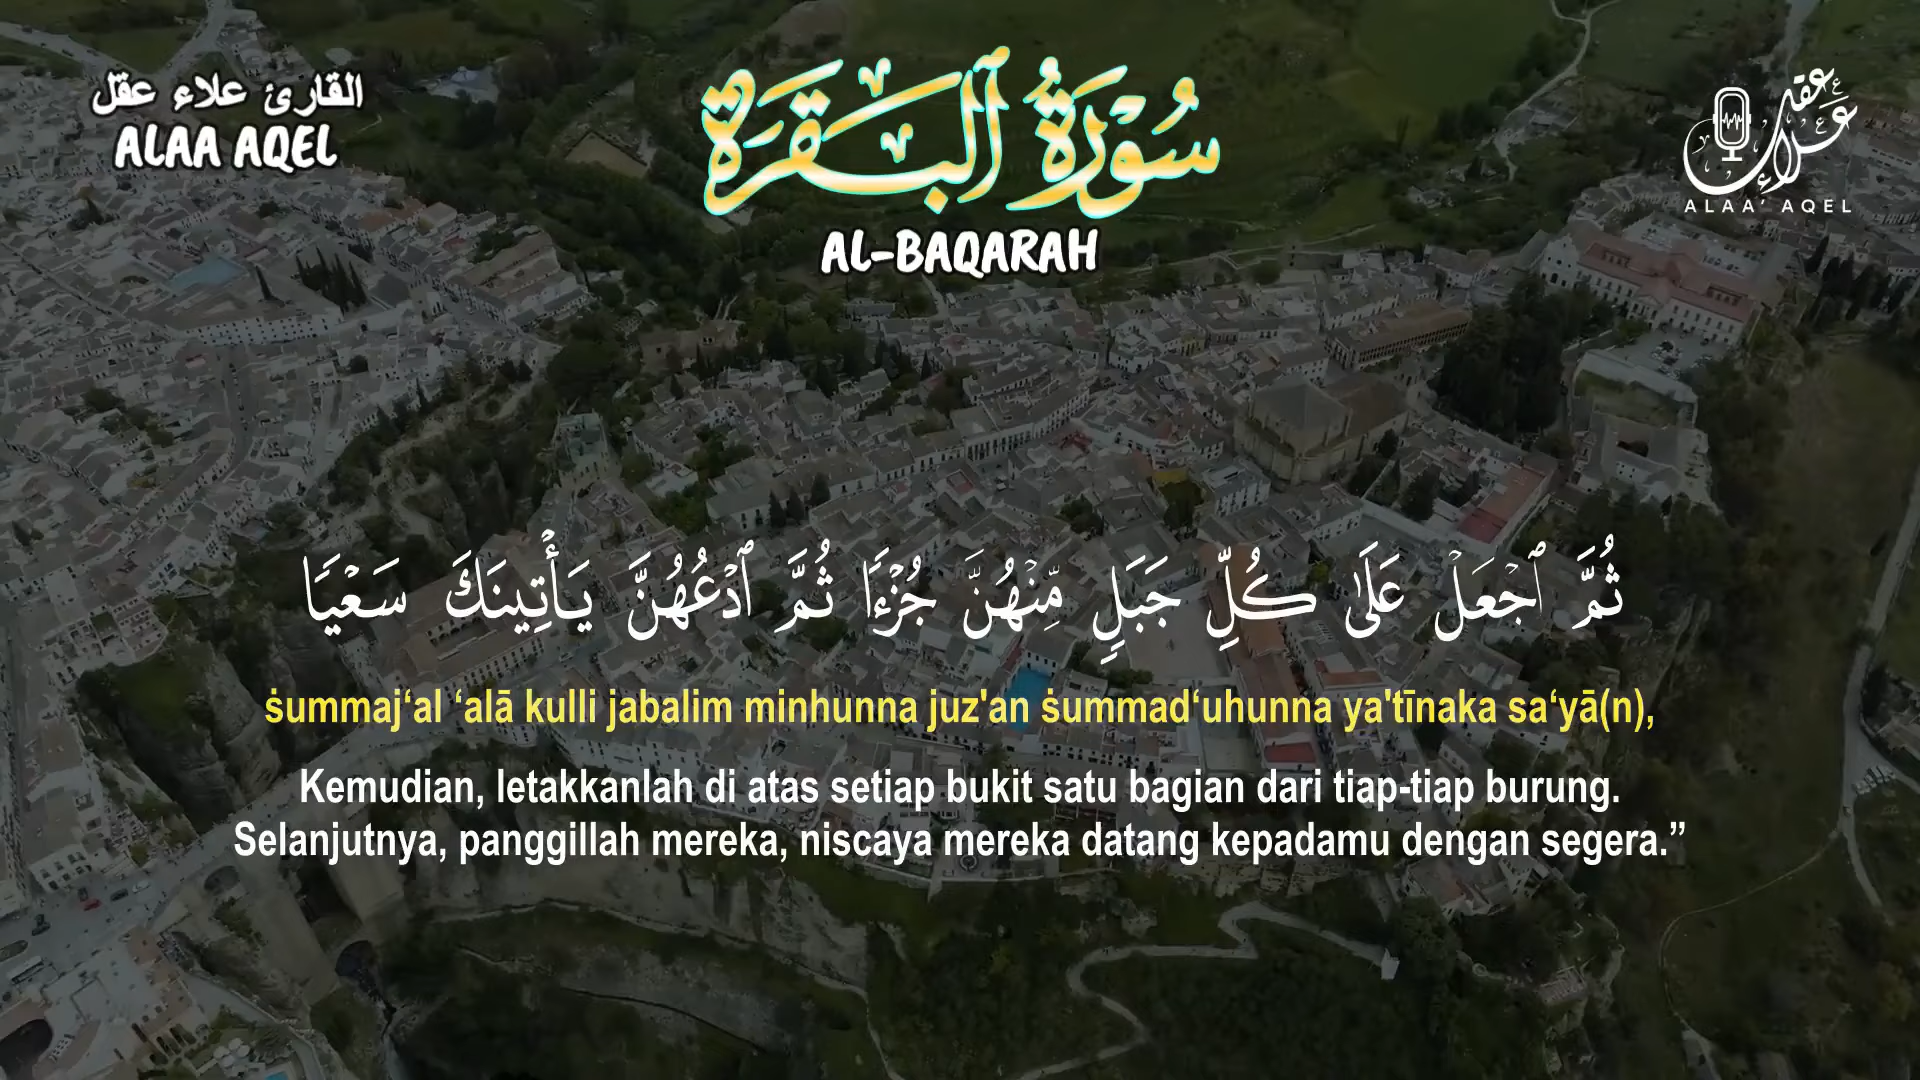 القارئ علاء عقل
ALAA AQEL
سُوْرَةُ ٱلْبَقَرَة
AL-BAQARAH
علاء عقل
ALAA' AQEL
ثُمَّ ٱجْعَلْ عَلَىٰ كُلِّ جَبَلٍ مِّنْهُنَّ جُزْءًا ثُمَّ ٱدْعُهُنَّ يَأْتِينَكَ سَعْيًا
ṡummaj‘al ‘alā kulli jabalim minhunna juz'an ṡummad‘uhunna ya'tīnaka sa‘yā(n),
Kemudian, letakkanlah di atas setiap bukit satu bagian dari tiap-tiap burung.
Selanjutnya, panggillah mereka, niscaya mereka datang kepadamu dengan segera.”